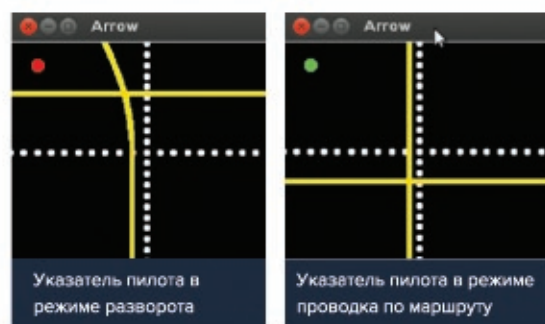 Arrow
Указатель пилота в
режиме разворота
Arrow
Указатель пилота в режиме
проводка по маршруту